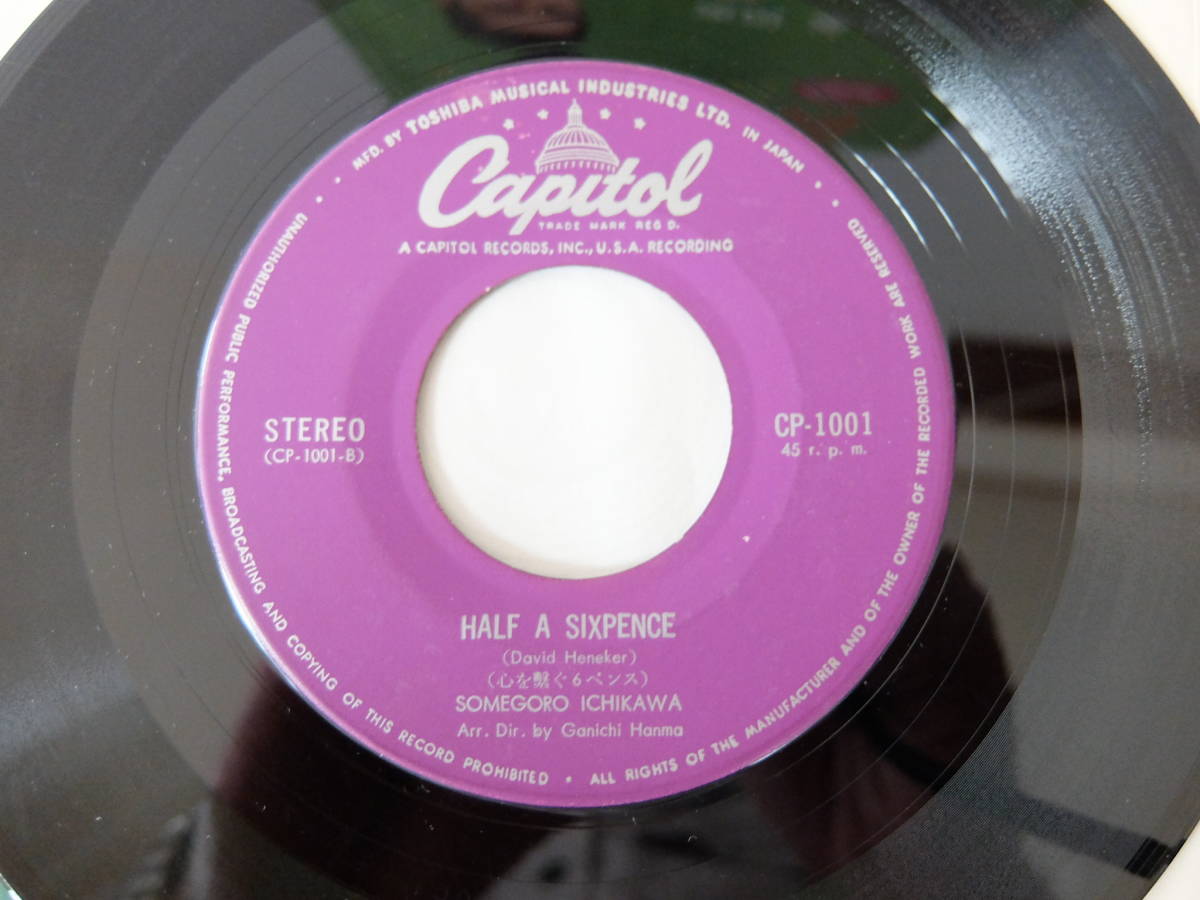 MFD. BY TOSHIBA MUSICAL INDUSTRIES LTD. IN JAPAN
Capitol
TRADE MARK REG D.
A CAPITOL RECORDS, INC., U.S.A. RECORDING
STEREO
(CP-1001-B)
CP-1001
45 r. p. m.
HALF A SIXPENCE
(David Heneker)
(心を繋ぐ6ペンス)
SOMEGORO ICHIKAWA
Arr. Dir. by Ganichi Hanma
UNAUTHORIZED PUBLIC PERFORMANCE, BROADCASTING AND COPYING OF THIS RECORD PROHIBITED • ALL RIGHTS OF THE MANUFACTURER AND OF THE OWNER OF THE RECORDED WORK ARE RESERVED